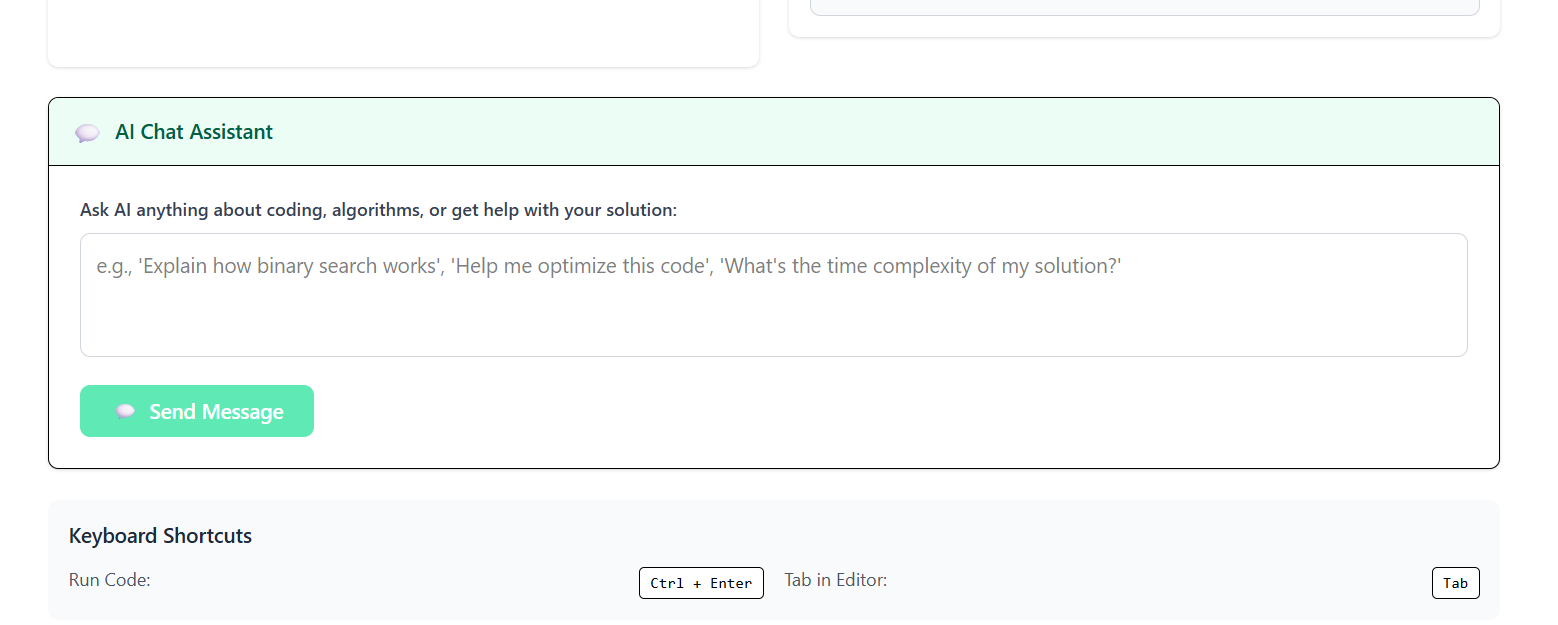 AI Chat Assistant
Ask AI anything about coding, algorithms, or get help with your solution:
e.g., 'Explain how binary search works', 'Help me optimize this code', 'What's the time complexity of my solution?'
Send Message
Keyboard Shortcuts
Run Code: Ctrl + Enter Tab in Editor: Tab